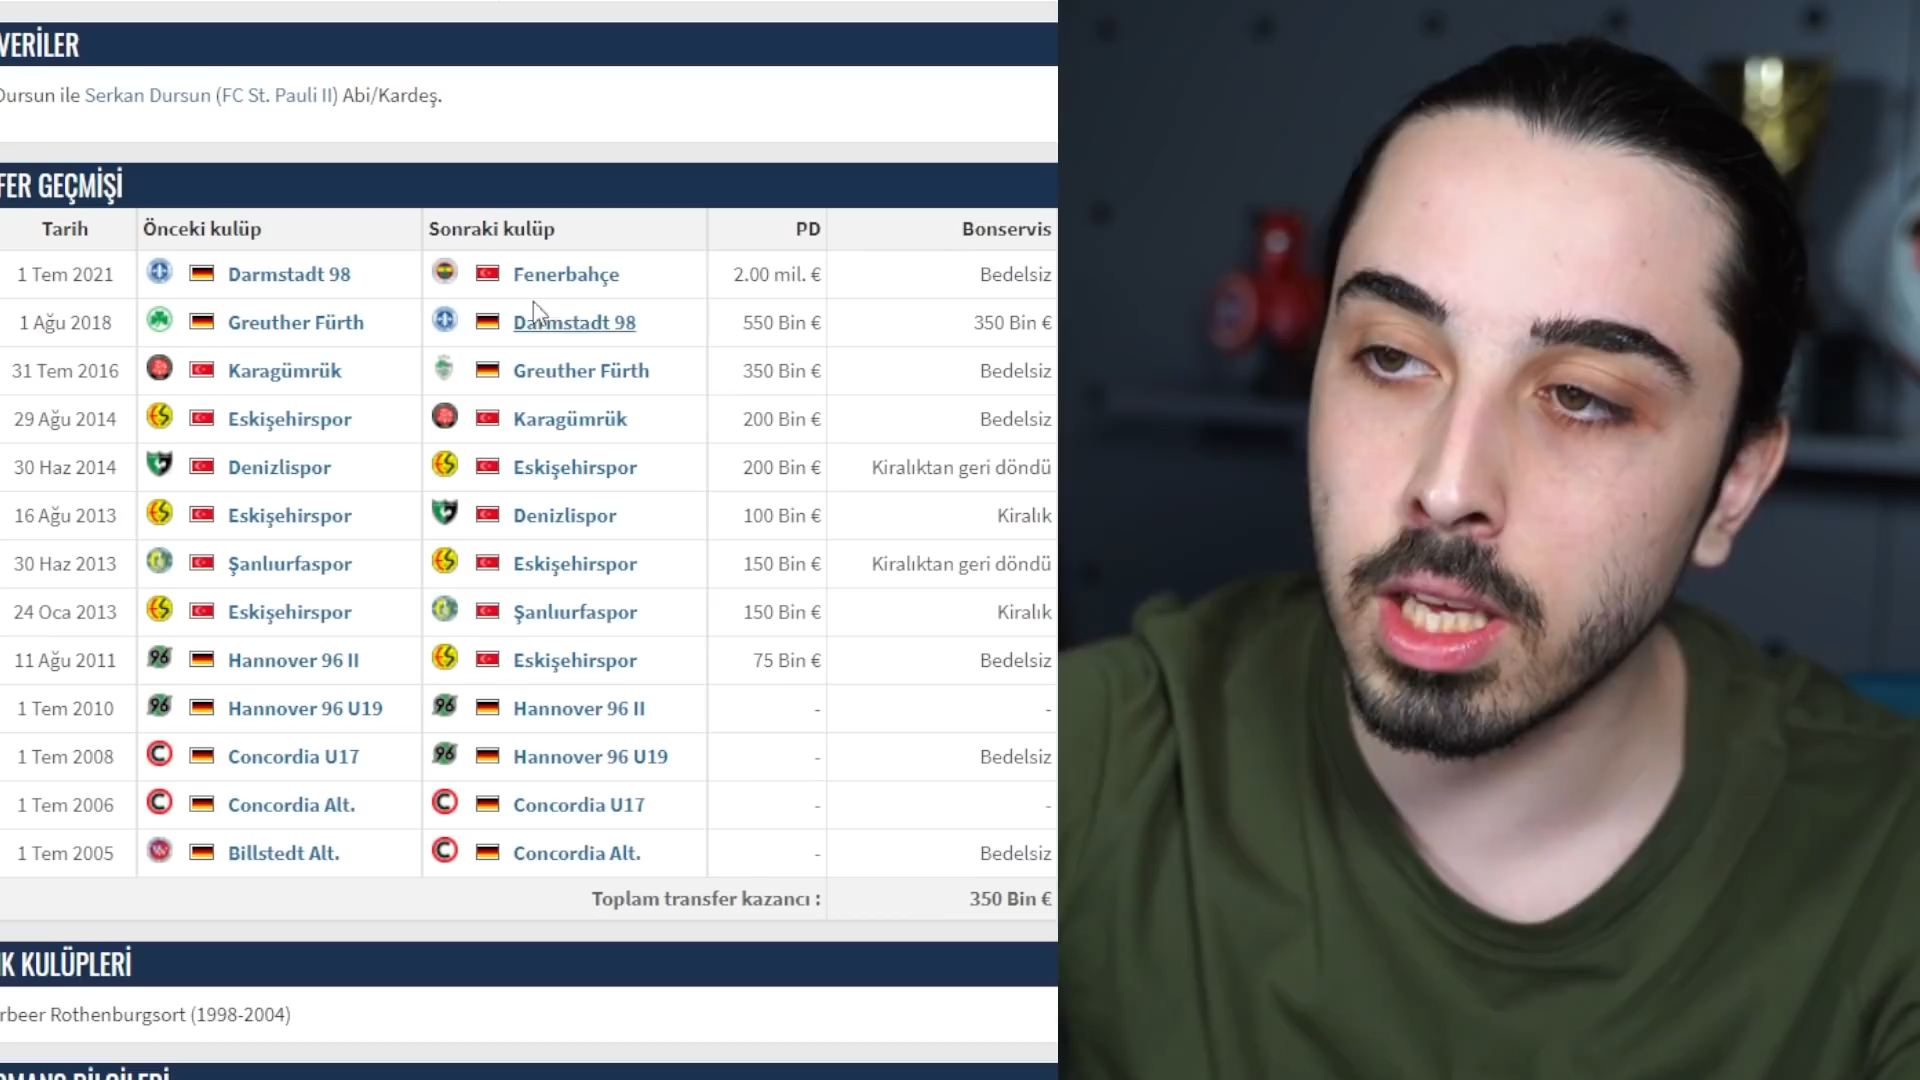 VERİLER
Dursun ile Serkan Dursun (FC St. Pauli II) Abi/Kardeş.
FER GEÇMİŞİ
Tarih Önceki kulüp Sonraki kulüp PD Bonservis
1 Tem 2021 Darmstadt 98 Fenerbahçe 2.00 mil. € Bedelsiz
1 Ağu 2018 Greuther Fürth Darmstadt 98 550 Bin € 350 Bin €
31 Tem 2016 Karagümrük Greuther Fürth 350 Bin € Bedelsiz
29 Ağu 2014 Eskişehirspor Karagümrük 200 Bin € Bedelsiz
30 Haz 2014 Denizlispor Eskişehirspor 200 Bin € Kiralıktan geri döndü
16 Ağu 2013 Eskişehirspor Denizlispor 100 Bin € Kiralık
30 Haz 2013 Şanlıurfaspor Eskişehirspor 150 Bin € Kiralıktan geri döndü
24 Oca 2013 Eskişehirspor Şanlıurfaspor 150 Bin € Kiralık
11 Ağu 2011 96 Hannover 96 II Eskişehirspor 75 Bin € Bedelsiz
1 Tem 2010 96 Hannover 96 U19 96 Hannover 96 II - -
1 Tem 2008 Concordia U17 96 Hannover 96 U19 - Bedelsiz
1 Tem 2006 Concordia Alt. Concordia U17 - -
1 Tem 2005 Billstedt Alt. Concordia Alt. - Bedelsiz
Toplam transfer kazancı : 350 Bin €
K KULÜPLERİ
rbeer Rothenburgsort (1998-2004)